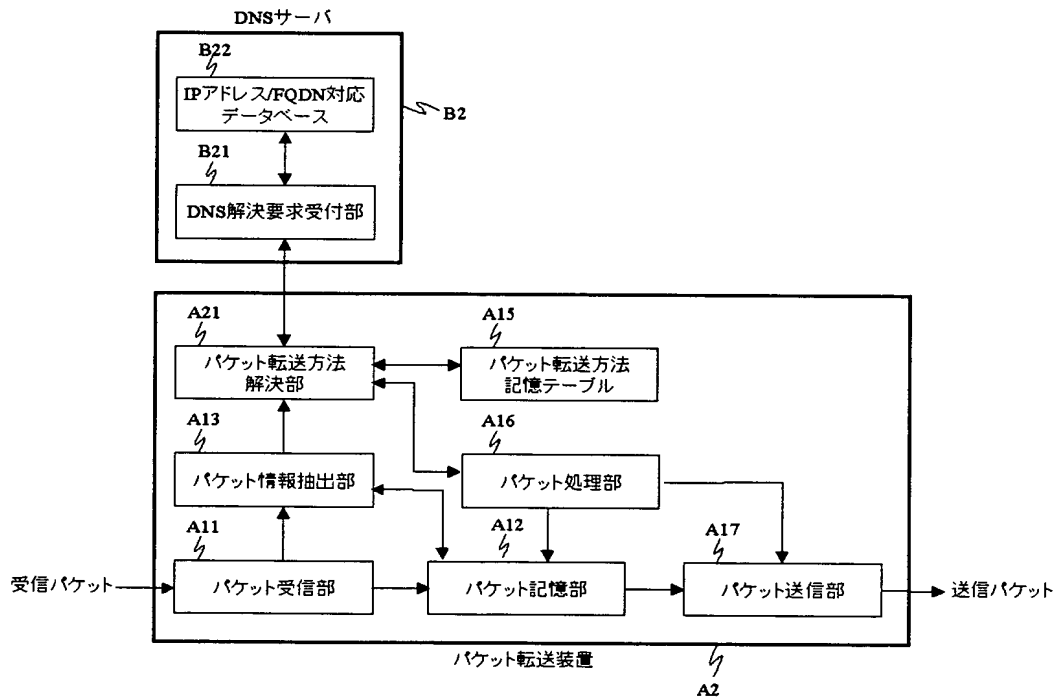 DNSサーバ
B22
IPアドレス/FQDN対応
データベース
B2
B21
DNS解決要求受付部
A21
パケット転送方法
解決部
A15
パケット転送方法
記憶テーブル
A13
パケット情報抽出部
A16
パケット処理部
A11
パケット受信部
A12
パケット記憶部
A17
パケット送信部
受信パケット
送信パケット
パケット転送装置
A2